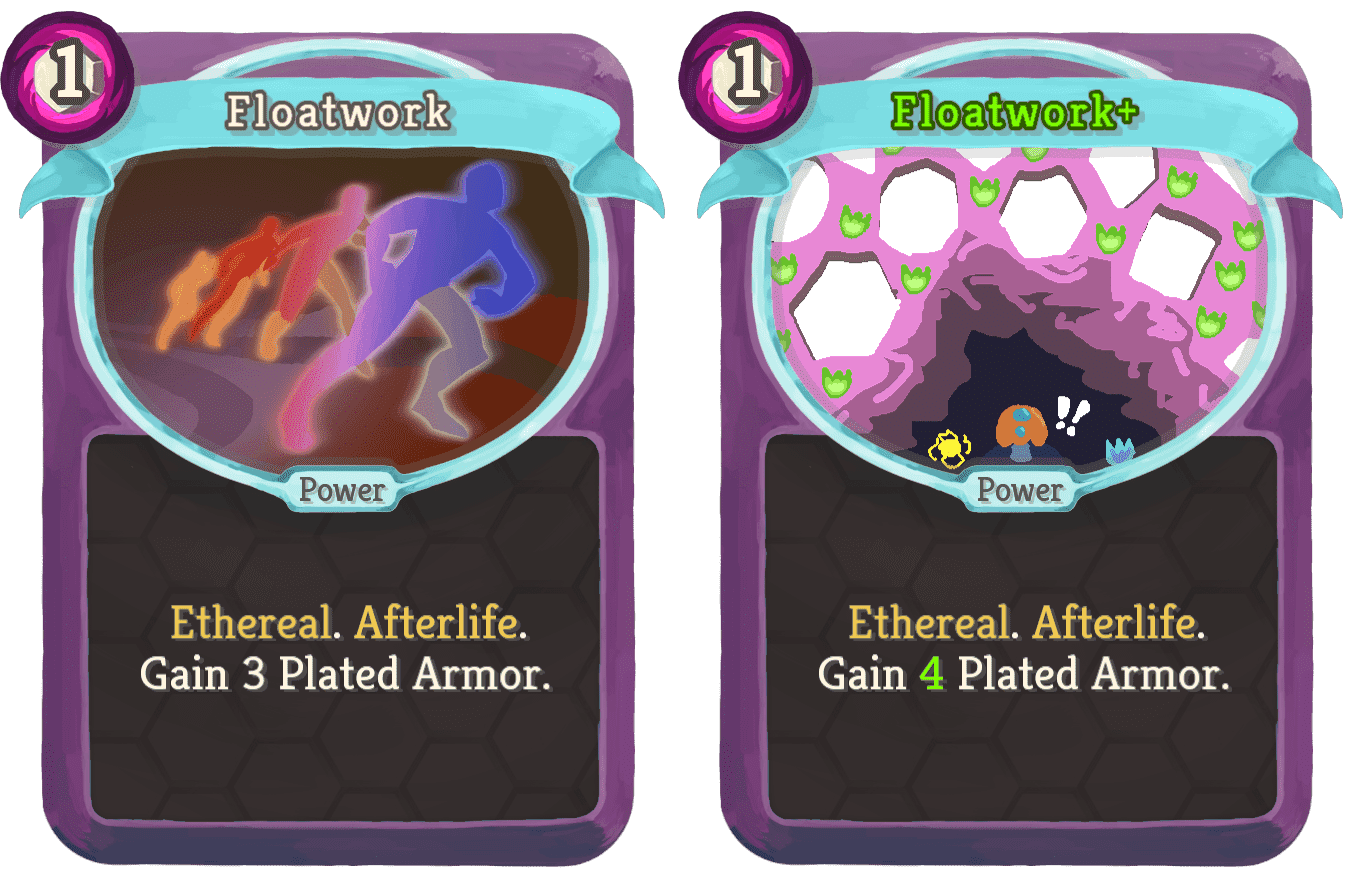 1
Floatwork
Power
Ethereal. Afterlife.
Gain 3 Plated Armor.
1
Floatwork+
Power
Ethereal. Afterlife.
Gain 4 Plated Armor.